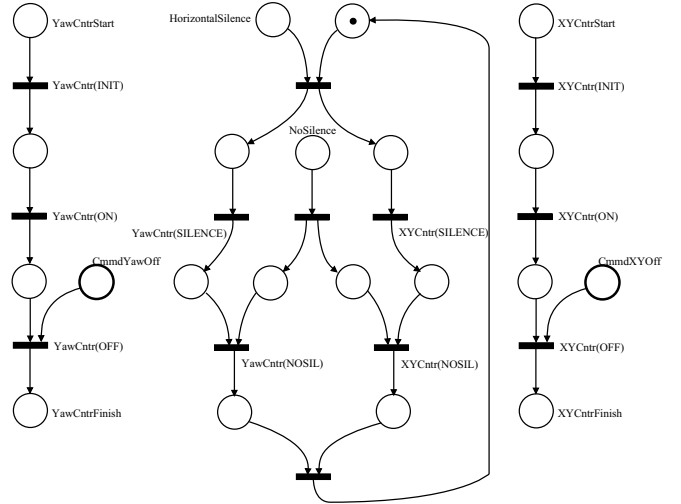 YawCntrStart
HorizontalSilence
XYCntrStart
YawCntr(INIT)
XYCntr(INIT)
NoSilence
YawCntr(ON)
YawCntr(SILENCE)
XYCntr(SILENCE)
XYCntr(ON)
CmmdYawOff
CmmdXYOff
YawCntr(OFF)
YawCntr(NOSIL)
XYCntr(NOSIL)
XYCntr(OFF)
YawCntrFinish
XYCntrFinish